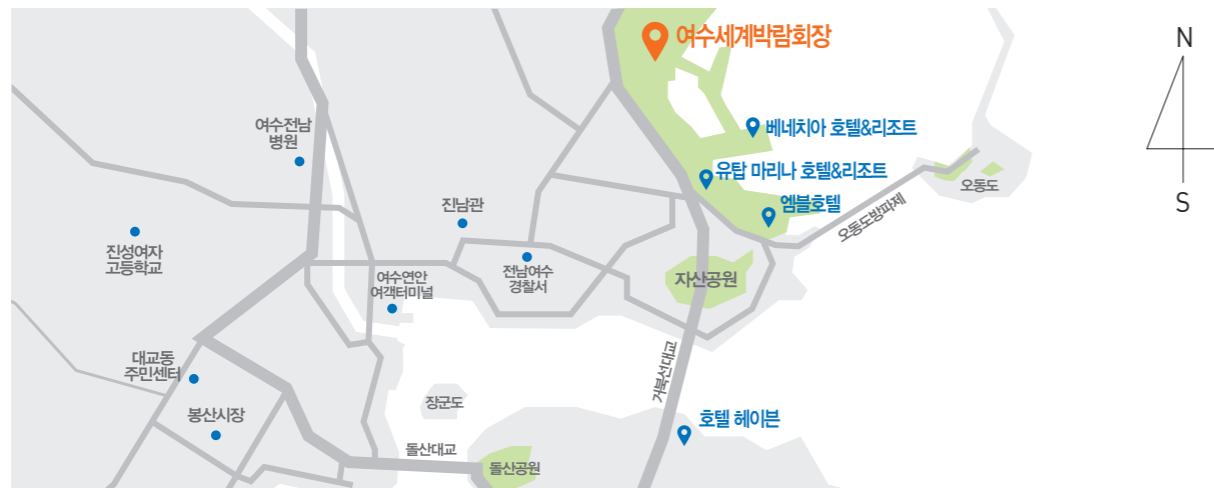 여수세계박람회장
N
S
여수전남
병원
베네치아 호텔&리조트
유탑 마리나 호텔&리조트
오동도
엠블호텔
오동도방파제
진남관
진성여자
고등학교
전남여수
경찰서
여수연안
여객터미널
자산공원
대교동
주민센터
거북선대교
장군도
봉산시장
호텔 헤이븐
돌산대교
돌산공원